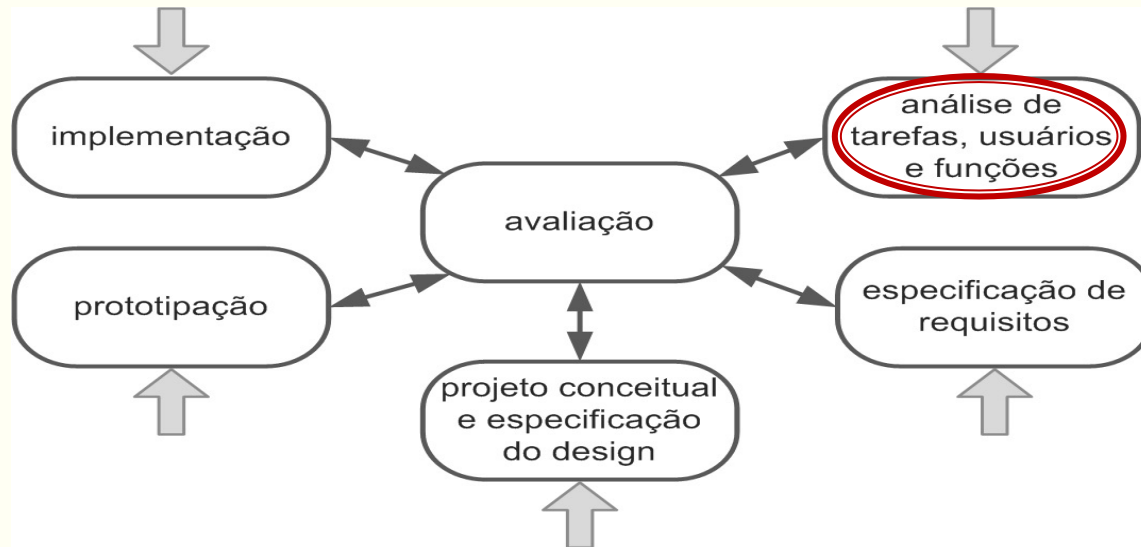 implementação
análise de
tarefas, usuários
e funções
avaliação
prototipação
especificação de
requisitos
projeto conceitual
e especificação
do design